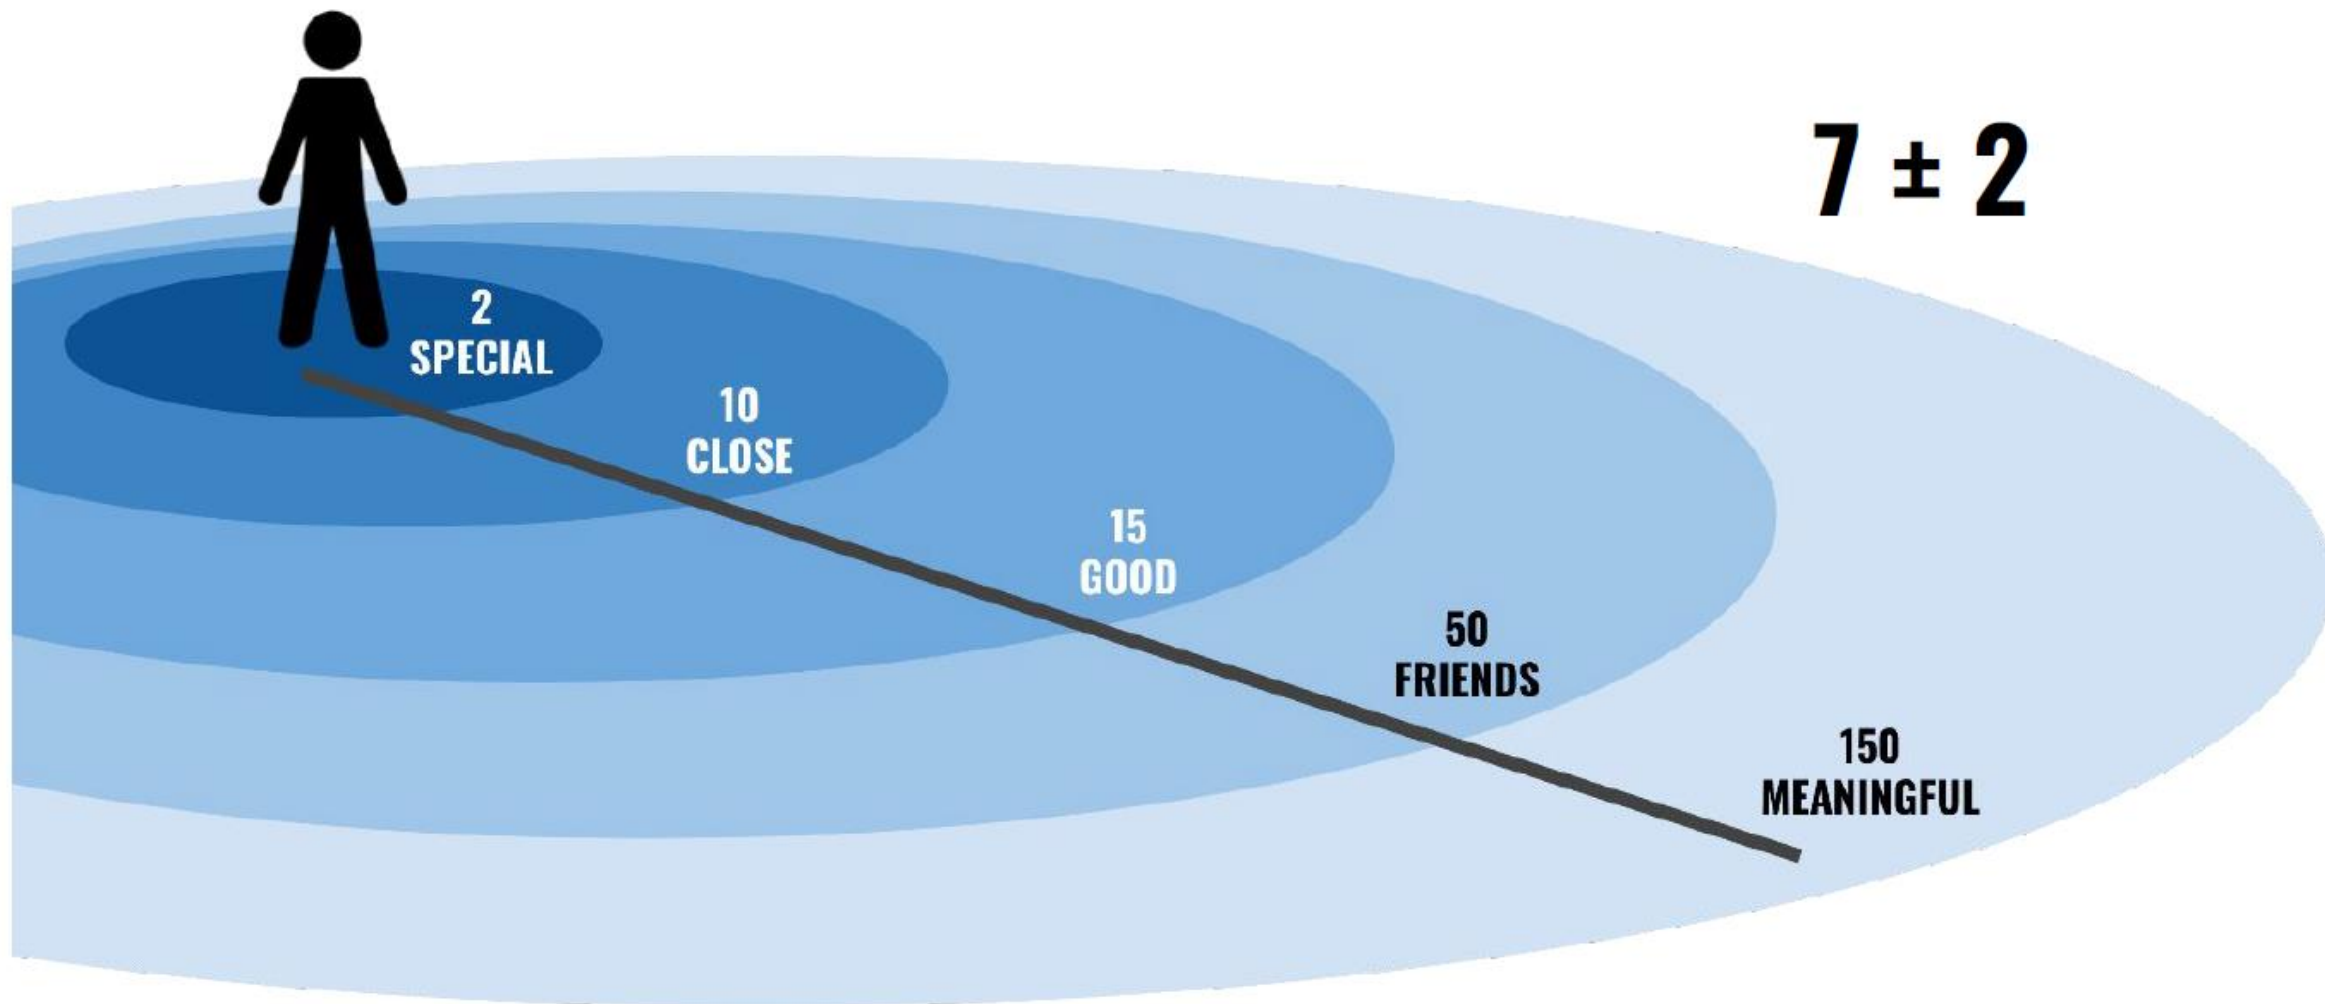 7 ± 2
2
SPECIAL
10
CLOSE
15
GOOD
50
FRIENDS
150
MEANINGFUL